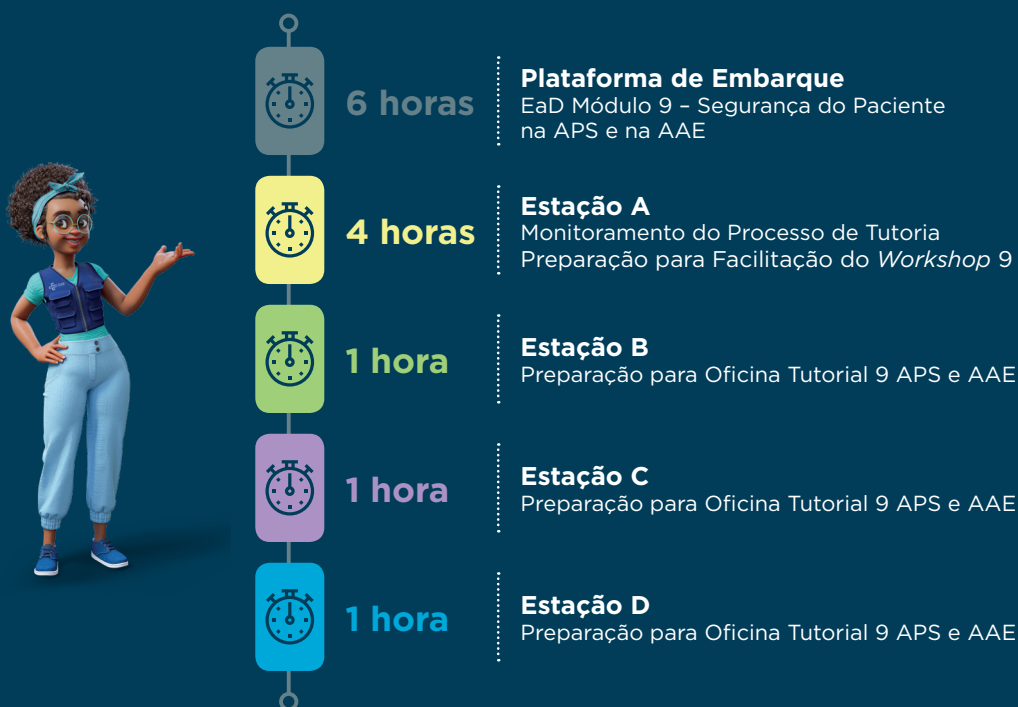 6 horas
Plataforma de Embarque
EaD Módulo 9 – Segurança do Paciente
na APS e na AAE
4 horas
Estação A
Monitoramento do Processo de Tutoria
Preparação para Facilitação do Workshop 9
1 hora
Estação B
Preparação para Oficina Tutorial 9 APS e AAE
1 hora
Estação C
Preparação para Oficina Tutorial 9 APS e AAE
1 hora
Estação D
Preparação para Oficina Tutorial 9 APS e AAE